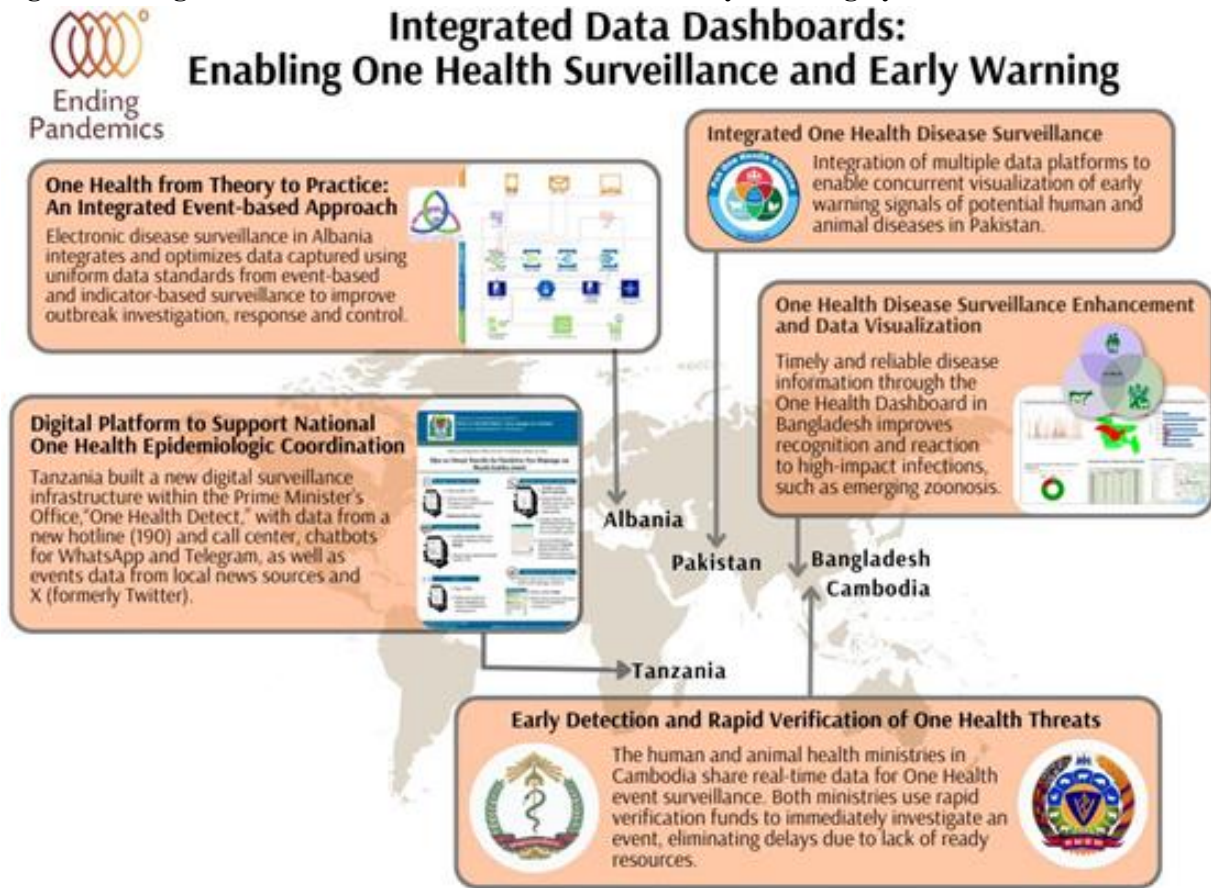 Integrated Data Dashboards:
Enabling One Health Surveillance and Early Warning
Ending
Pandemics
Integrated One Health Disease Surveillance
Integration of multiple data platforms to
enable concurrent visualization of early
warning signals of potential human and
animal diseases in Pakistan.
One Health from Theory to Practice:
An Integrated Event-based Approach
Electronic disease surveillance in Albania
integrates and optimizes data captured using
uniform data standards from event-based
and indicator-based surveillance to improve
outbreak investigation, response and control.
One Health Disease Surveillance Enhancement
and Data Visualization
Timely and reliable disease
information through the
One Health Dashboard in
Bangladesh improves
recognition and reaction
to high-impact infections,
such as emerging zoonosis.
Digital Platform to Support National
One Health Epidemiologic Coordination
Tanzania built a new digital surveillance
infrastructure within the Prime Minister's
Office,"One Health Detect," with data from a
new hotline (190) and call center, chatbots
for WhatsApp and Telegram, as well as
events data from local news sources and
X (formerly Twitter).
Albania
Pakistan
Bangladesh
Cambodia
Tanzania
Early Detection and Rapid Verification of One Health Threats
The human and animal health ministries in
Cambodia share real-time data for One Health
event surveillance. Both ministries use rapid
verification funds to immediately investigate an
event, eliminating delays due to lack of ready
resources.